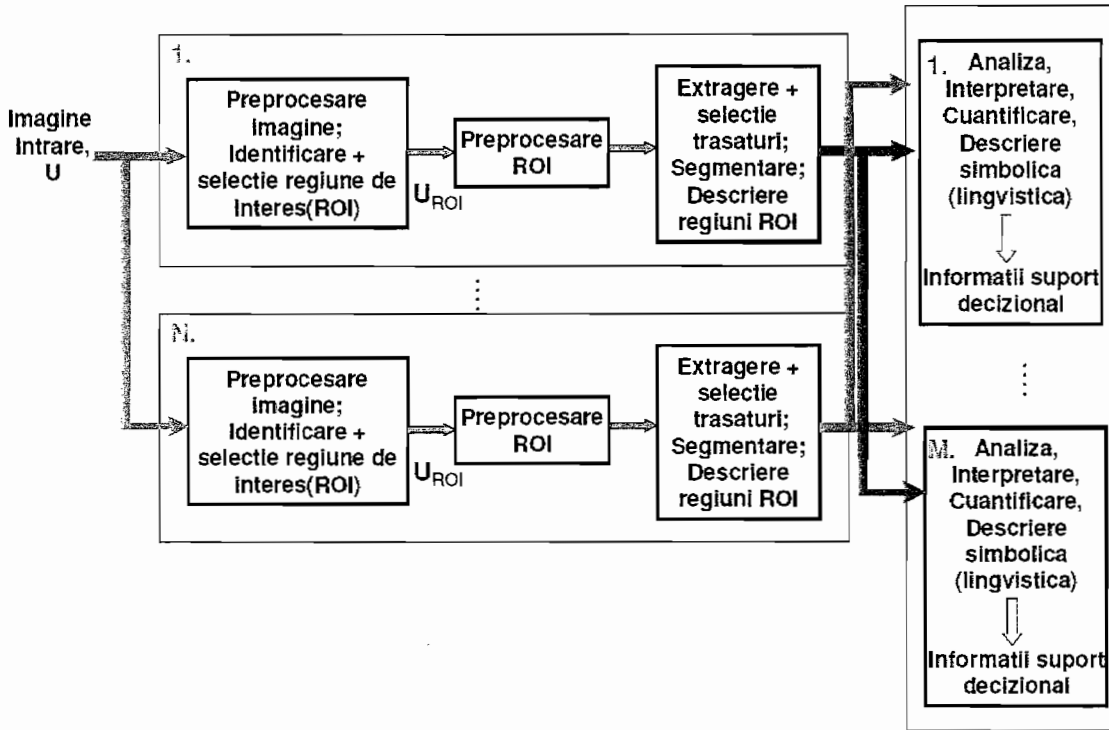 Imagine
Intrare,
U
1.
Preprocesare
Imagine;
Identificare +
selectie regiune de
Interes(ROI)
U_ROI
Preprocesare
ROI
Extragere +
selectie
trasaturi;
Segmentare;
Descriere
regiuni ROI
N.
Preprocesare
Imagine;
Identificare +
selectie regiune de
Interes(ROI)
U_ROI
Preprocesare
ROI
Extragere +
selectie
trasaturi;
Segmentare;
Descriere
regiuni ROI
1.
Analiza,
Interpretare,
Cuantificare,
Descriere
simbolica
(lingvistica)
Informatii suport
decizional
M.
Analiza,
Interpretare,
Cuantificare,
Descriere
simbolica
(lingvistica)
Informatii suport
decizional